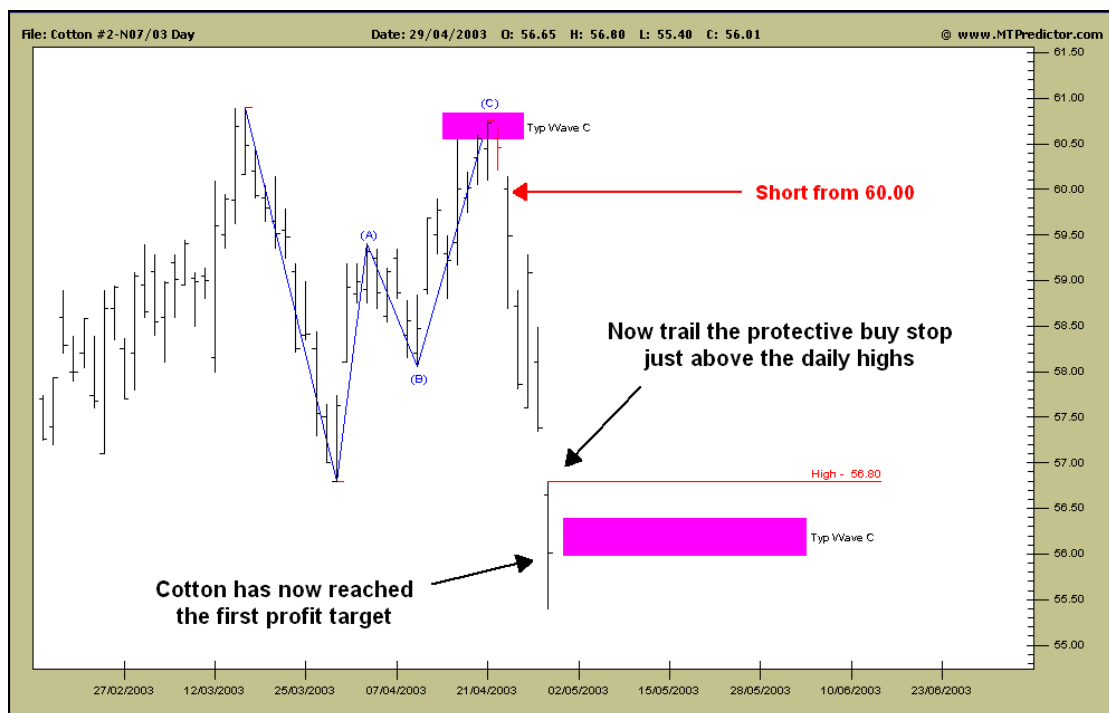 File: Cotton #2-N07/03 Day
Date: 29/04/2003 O: 56.65 H: 56.80 L: 55.40 C: 56.01
@ www.MTPredictor.com
61.50
61.00
60.50
60.00
59.50
59.00
58.50
58.00
57.50
57.00
56.50
56.00
55.50
55.00
(C)
Typ Wave C
Short from 60.00
(A)
(B)
Now trail the protective buy stop
just above the daily highs
High - 56.80
Typ Wave C
Cotton has now reached
the first profit target
27/02/2003
12/03/2003
25/03/2003
07/04/2003
21/04/2003
02/05/2003
15/05/2003
28/05/2003
10/06/2003
23/06/2003